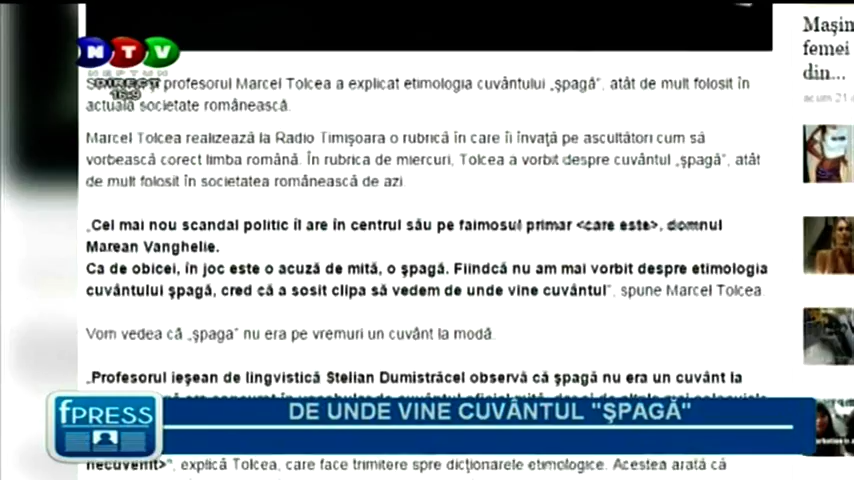 NTV
NEPTUN
DIRECT
16:9
Maşin
femei
din...
acum 21
profesorul Marcel Tolcea a explicat etimologia cuvântului „şpagă”, atât de mult folosit în
actuala societate românească.
Marcel Tolcea realizează la Radio Timişoara o rubrică în care îi învaţă pe ascultători cum să
vorbească corect limba română. În rubrica de miercuri, Tolcea a vorbit despre cuvântul „şpagă”, atât
de mult folosit în societatea românească de azi.
„Cel mai nou scandal politic îl are în centrul său pe faimosul primar <care este>, domnul
Marean Vanghelie.
Ca de obicei, în joc este o acuză de mită, o şpagă. Fiindcă nu am mai vorbit despre etimologia
cuvântului şpagă, cred că a sosit clipa să vedem de unde vine cuvântul”, spune Marcel Tolcea.
Vom vedea că „şpaga” nu era pe vremuri un cuvânt la modă.
„Profesorul ieşean de lingvistică Stelian Dumistrăcel observă că şpagă nu era un cuvânt la
fPRESS
DE UNDE VINE CUVÂNTUL "ŞPAGĂ"
necuvenit>”, explică Tolcea, care face trimitere spre dicţionarele etimologice. Acestea arată că